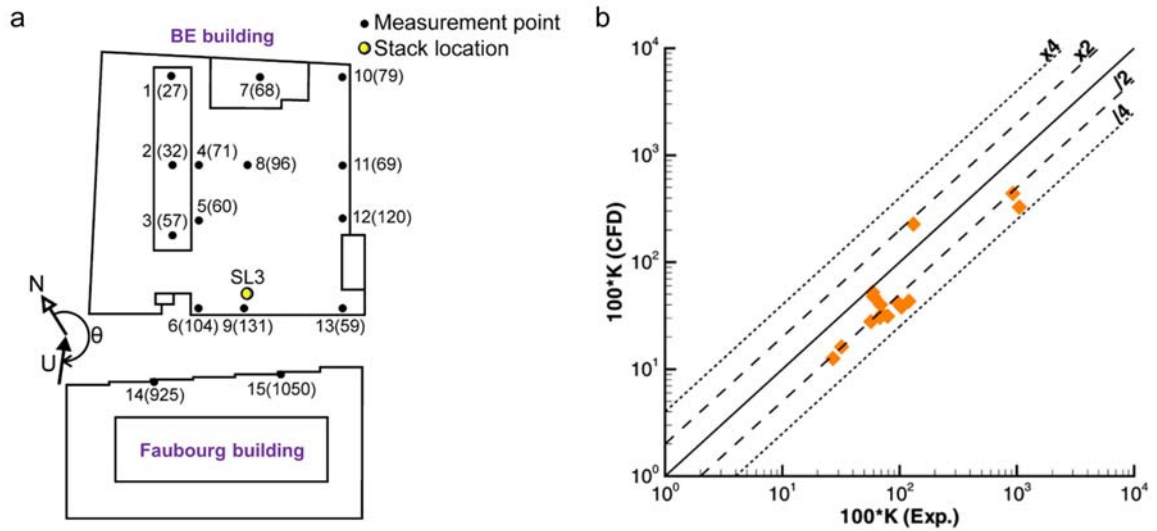 a
BE building
• Measurement point
Stack location
1 (27)
7(68)
10(79)
2 (32)
4(71)
8(96)
11(69)
5(60)
3 (57)
12(120)
SL3
N
θ
U
6(104)
9(131)
13(59)
14(925)
15(1050)
Faubourg building
b
100*K (CFD)
10⁴
10³
10²
10¹
10⁰
x4
x2
/2
/4
10⁰ 10¹ 10² 10³ 10⁴
100*K (Exp.)